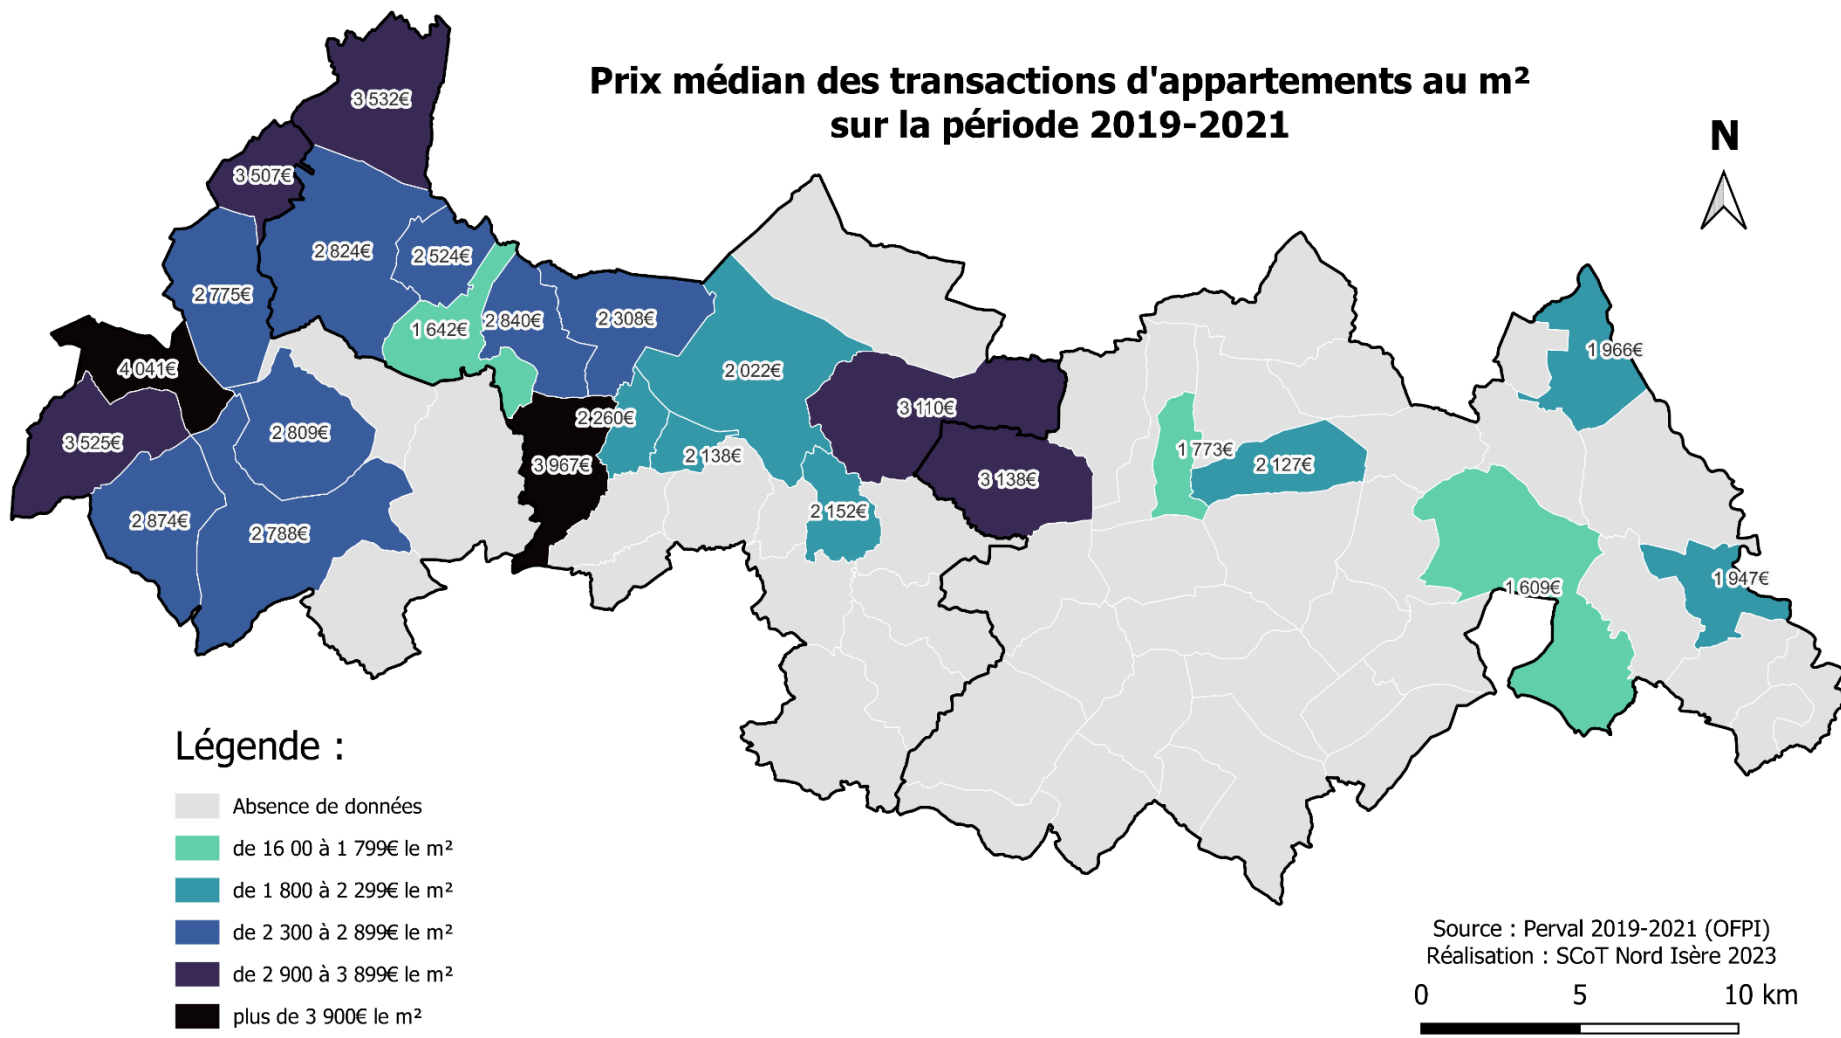 Prix médian des transactions d'appartements au m²
sur la période 2019-2021
N
3 532€
3 507€
2 824€
2 524€
2 775€
1 642€
2 840€
2 308€
4 041€
2 022€
1 966€
3 525€
2 809€
2 260€
3 110€
2 138€
1 773€
2 127€
3 967€
3 138€
2 874€
2 788€
2 152€
1 609€
1 947€
Légende :
Absence de données
de 16 00 à 1 799€ le m²
de 1 800 à 2 299€ le m²
de 2 300 à 2 899€ le m²
de 2 900 à 3 899€ le m²
plus de 3 900€ le m²
Source : Perval 2019-2021 (OFPI)
Réalisation : SCoT Nord Isère 2023
0 5 10 km